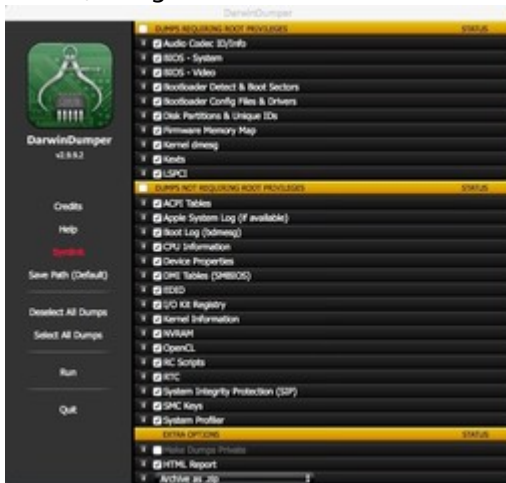 DarwinDumper
DarwinDumper
v2.9.9.2
Credits
Help
Symlink
Save Path (Default)
Deselect All Dumps
Select All Dumps
Run
Quit
DUMPS REQUIRING ROOT PRIVILEGES STATUS
Audio Codec ID/Info
BIOS - System
BIOS - Video
Bootloader Detect & Boot Sectors
Bootloader Config Files & Drivers
Disk Partitions & Unique IDs
Firmware Memory Map
Kernel dmesg
Kexts
LSPCI
DUMPS NOT REQUIRING ROOT PRIVILEGES STATUS
ACPI Tables
Apple System Log (if available)
Boot Log (bdmesg)
CPU Information
Device Properties
DMI Tables (SMBIOS)
EDID
I/O Kit Registry
Kernel Information
NVRAM
OpenCL
RC Scripts
RTC
System Integrity Protection (SIP)
SMC Keys
System Profiler
EXTRA OPTIONS STATUS
Make Dumps Private
HTML Report
Archive as .zip